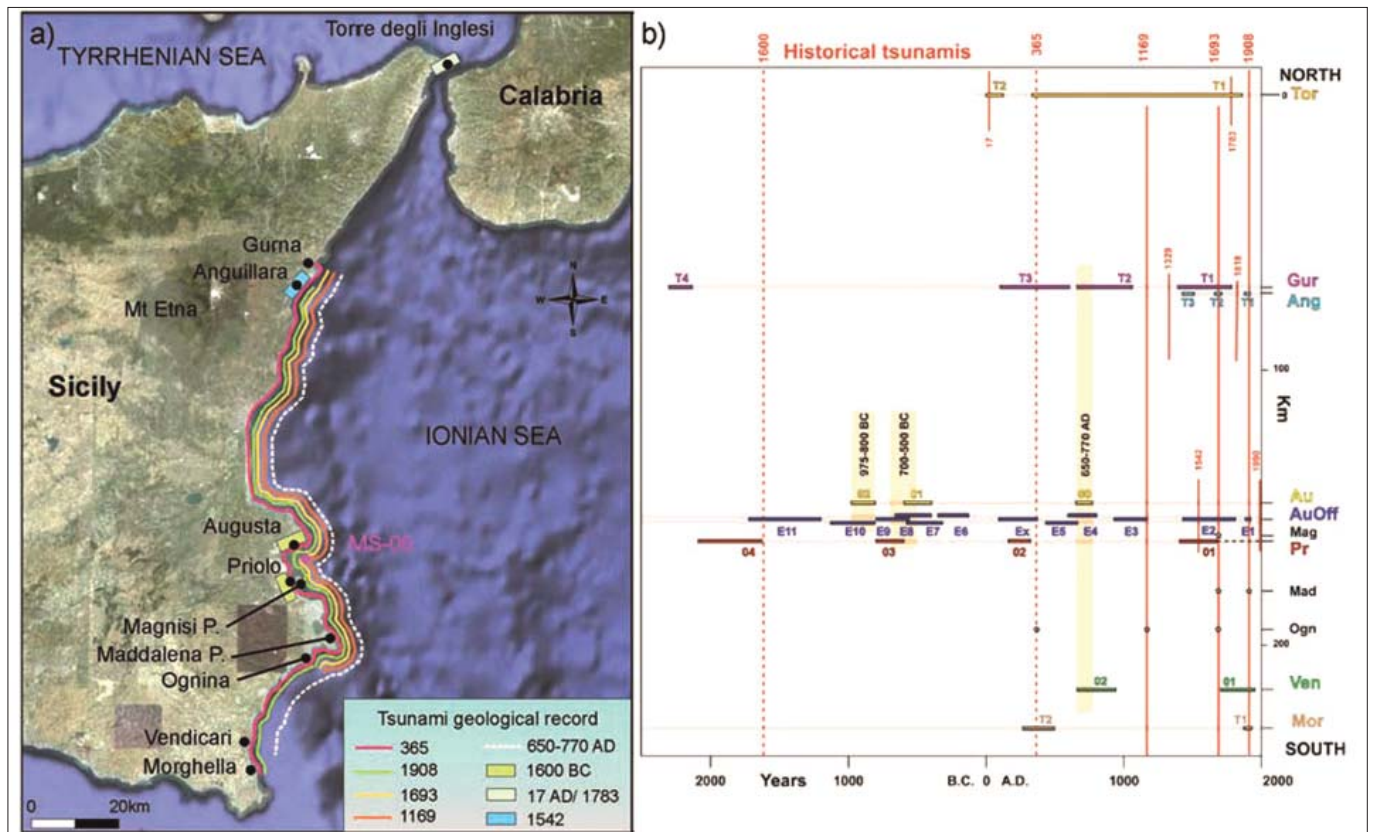 a)
TYRRHENIAN SEA
Torre degli Inglesi
Calabria
Gurna
Anguillara
Mt Etna
N
W E
S
Sicily
IONIAN SEA
Augusta
Priolo
Magnisi P.
Maddalena P.
Ognina
Vendicari
Morghella
0 20km
Tsunami geological record
365
1908
1693
1169
650-770 AD
1600 BC
17 AD/ 1783
1542
b)
1600
Historical tsunamis
365
1169
1693
1908
NORTH
T2 T1 Tor
0
17
1783
T4 T3 T2 T1 Gur
T3 T2 T1 Ang
1329
1818
100
Km
975-800 BC
700-500 BC
650-770 AD
1542
1990
01 Au
AuOff
E11 E10 E9 E8 E7 E6 Ex E5 E4 E3 E2 E1
Mag
04 03 02 01 Pr
Mad
Ogn
200
02 01 Ven
T2 T1 Mor
SOUTH
2000 Years 1000 B.C. 0 A.D. 1000 2000